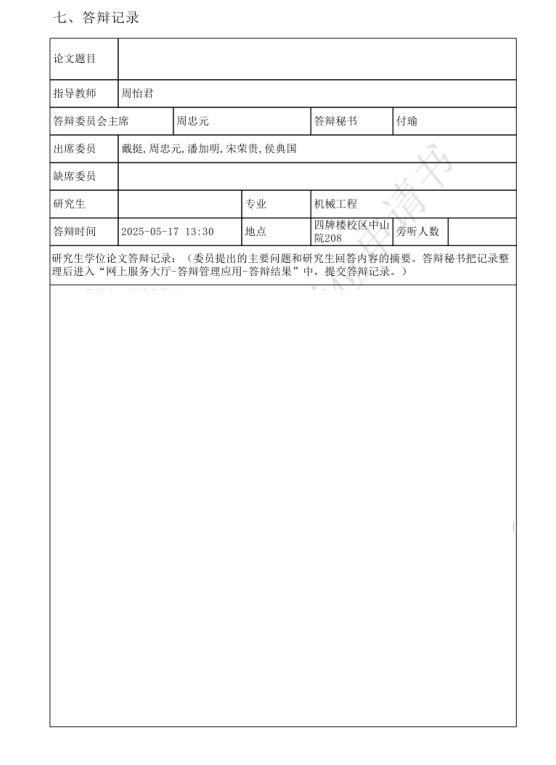 七、答辩记录
论文题目
指导教师 周怡君
答辩委员会主席 周忠元 答辩秘书 付瑜
出席委员 戴挺,周忠元,潘加明,宋荣贵,侯典国
缺席委员
研究生 专业 机械工程
答辩时间 2025-05-17 13:30 地点 四牌楼校区中山
院208 旁听人数
研究生学位论文答辩记录：（委员提出的主要问题和研究生回答内容的摘要。答辩秘书把记录整
理后进入“网上服务大厅-答辩管理应用-答辩结果”中，提交答辩记录。）
申请书